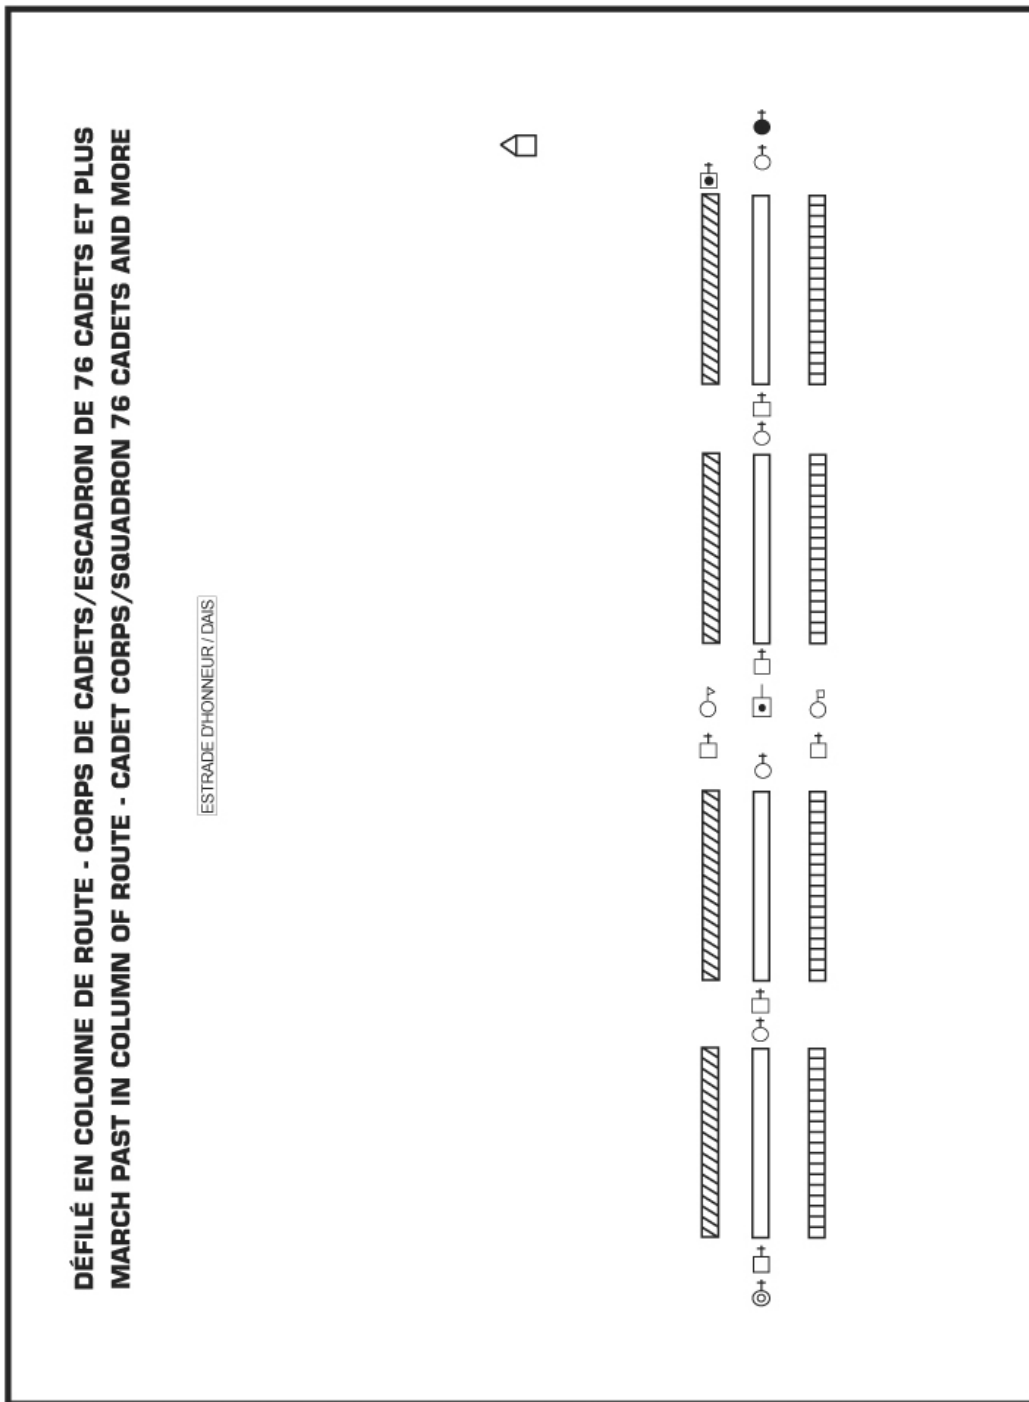 DÉFILÉ EN COLONNE DE ROUTE - CORPS DE CADETS/ESCADRON DE 76 CADETS ET PLUS
MARCH PAST IN COLUMN OF ROUTE - CADET CORPS/SQUADRON 76 CADETS AND MORE
ESTRADE D'HONNEUR / DAIS